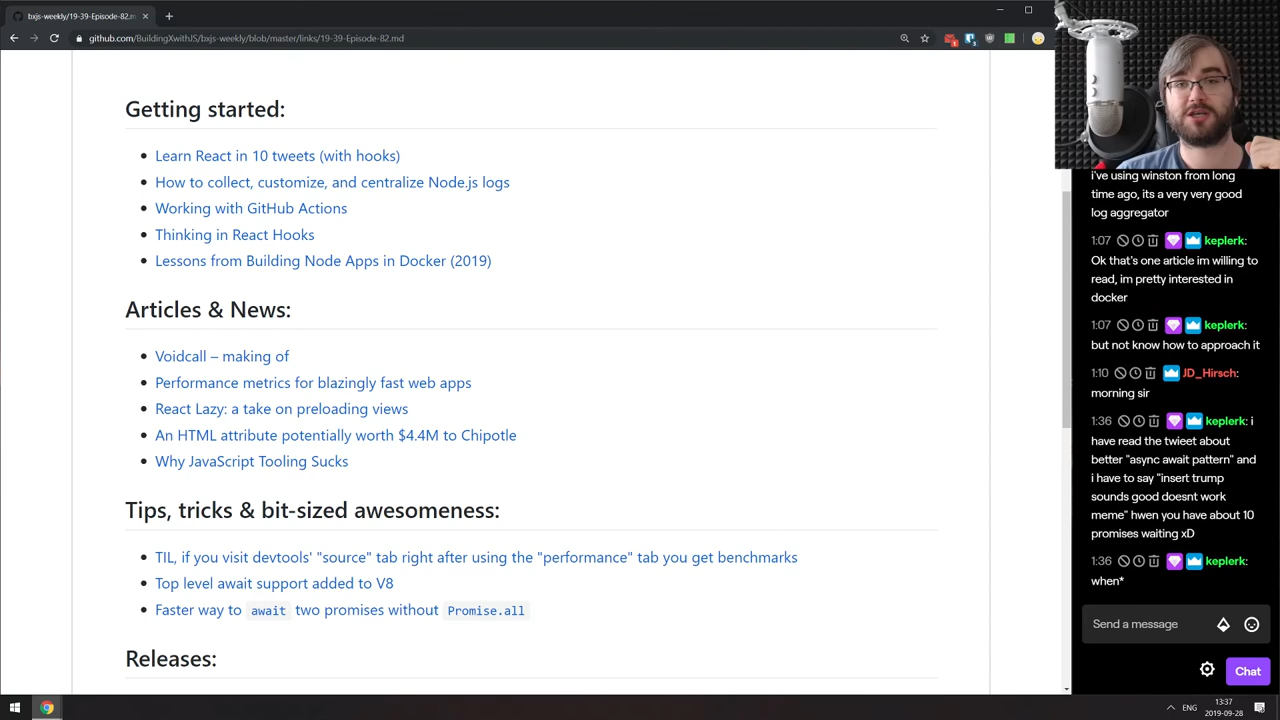 bxjs-weekly/19-39-Episode-82.m
github.com/BuildingXwithJS/bxjs-weekly/blob/master/links/19-39-Episode-82.md
Getting started:
Learn React in 10 tweets (with hooks)
How to collect, customize, and centralize Node.js logs
Working with GitHub Actions
Thinking in React Hooks
Lessons from Building Node Apps in Docker (2019)
Articles & News:
Voidcall – making of
Performance metrics for blazingly fast web apps
React Lazy: a take on preloading views
An HTML attribute potentially worth $4.4M to Chipotle
Why JavaScript Tooling Sucks
Tips, tricks & bit-sized awesomeness:
TIL, if you visit devtools' "source" tab right after using the "performance" tab you get benchmarks
Top level await support added to V8
Faster way to await two promises without Promise.all
Releases:
i've using winston from long
time ago, its a very very good
log aggregator
1:07 keplerk:
Ok that's one article im willing to
read, im pretty interested in
docker
1:07 keplerk:
but not know how to approach it
1:10 JD_Hirsch:
morning sir
1:36 keplerk: i
have read the twieet about
better "async await pattern" and
i have to say "insert trump
sounds good doesnt work
meme" hwen you have about 10
promises waiting xD
1:36 keplerk:
when*
Send a message
Chat
ENG
13:37
2019-09-28